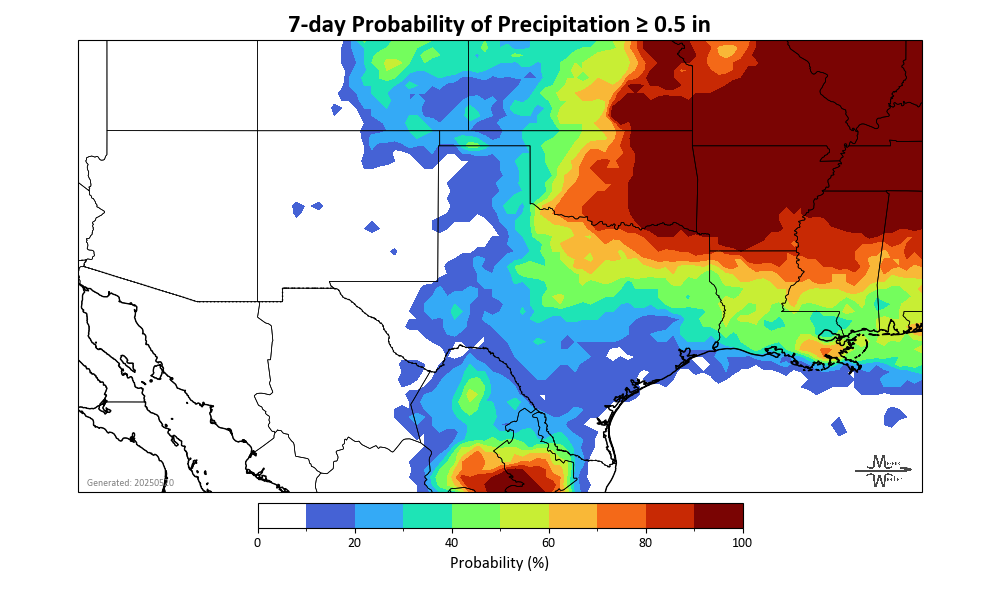 7-day Probability of Precipitation ≥ 0.5 in
Generated: 20250520
0 20 40 60 80 100
Probability (%)